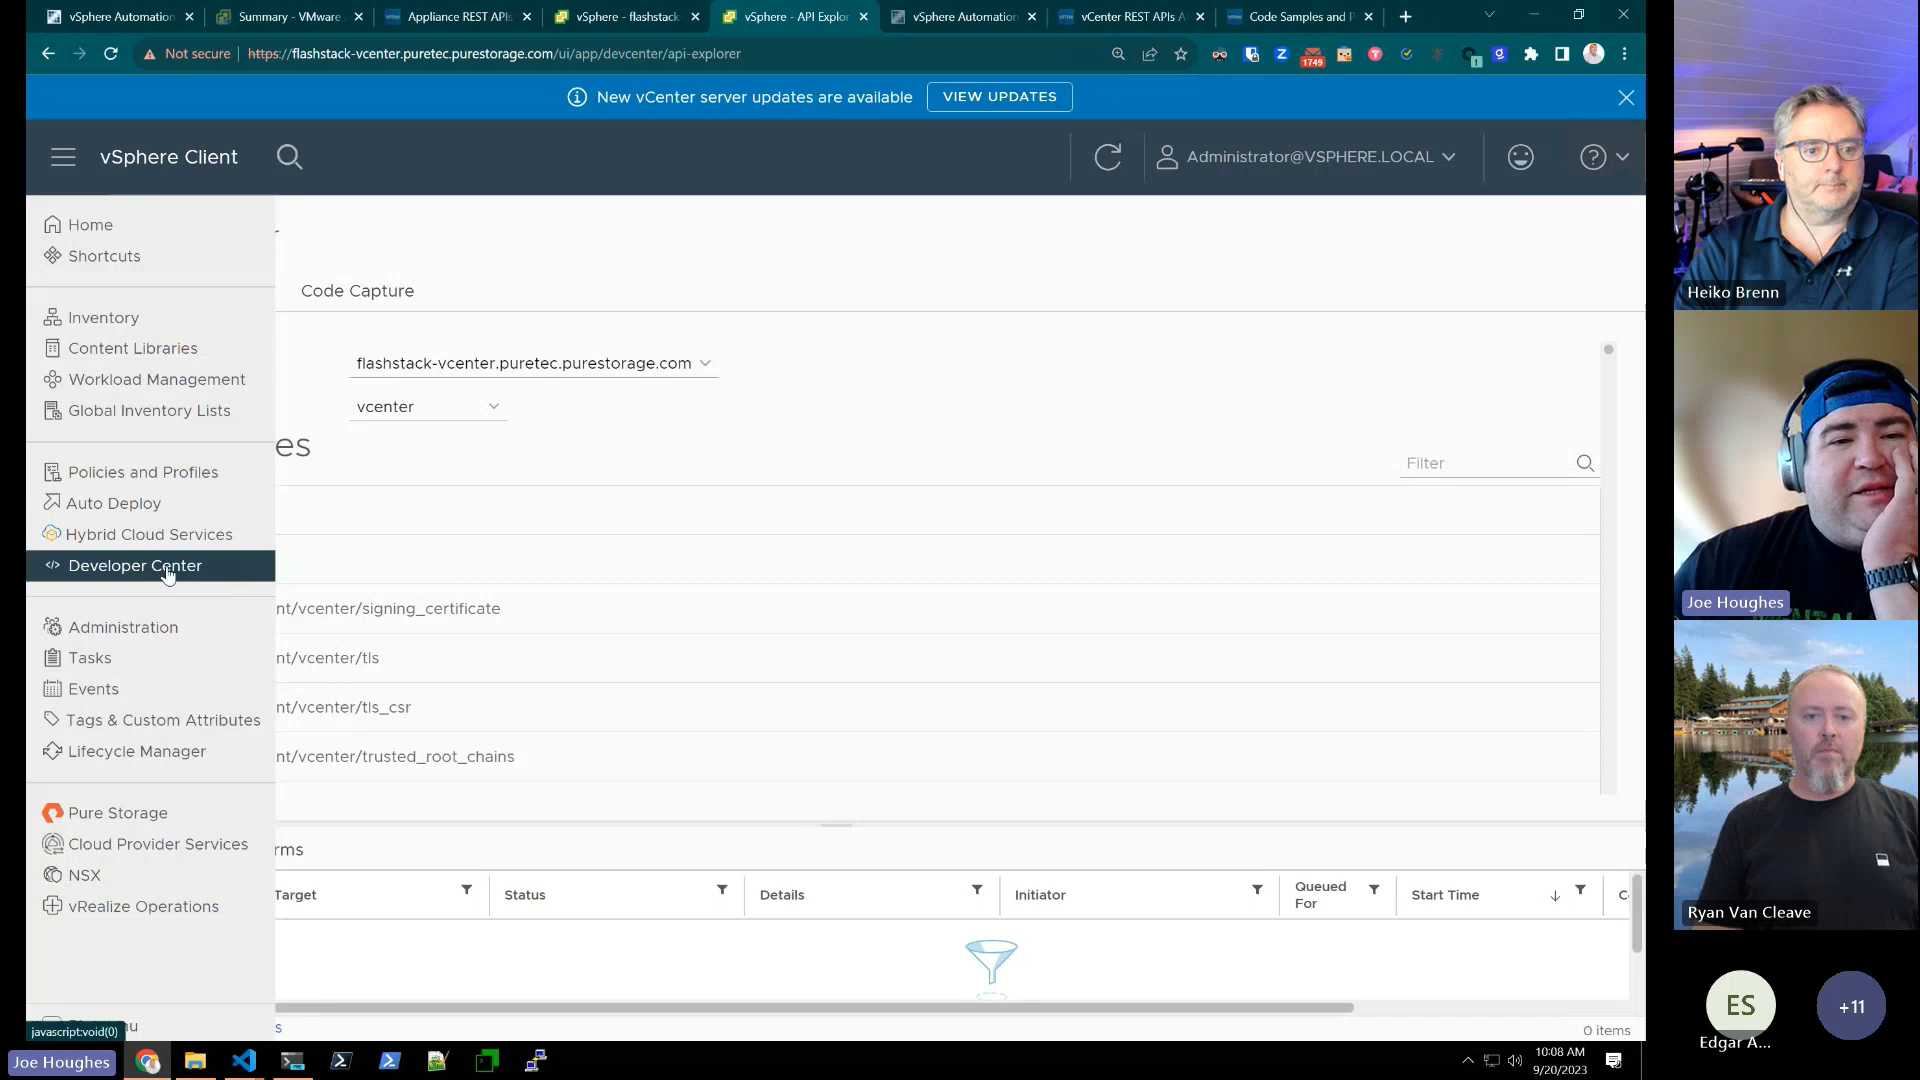 vSphere Automation
Summary - VMware
Appliance REST APIs
vSphere - flashstack
vSphere - API Explor
vSphere Automation
vCenter REST APIs A
Code Samples and P
Not secure
https://flashstack-vcenter.puretec.purestorage.com/ui/app/devcenter/api-explorer
1749
New vCenter server updates are available
VIEW UPDATES
vSphere Client
Administrator@VSPHERE.LOCAL
Home
Shortcuts
Inventory
Content Libraries
Workload Management
Global Inventory Lists
Policies and Profiles
Auto Deploy
Hybrid Cloud Services
Developer Center
Administration
Tasks
Events
Tags & Custom Attributes
Lifecycle Manager
Pure Storage
Cloud Provider Services
NSX
vRealize Operations
javascript:void(0)
Code Capture
flashstack-vcenter.puretec.purestorage.com
vcenter
es
Filter
nt/vcenter/signing_certificate
nt/vcenter/tls
nt/vcenter/tls_csr
nt/vcenter/trusted_root_chains
rms
Target
Status
Details
Initiator
Queued
For
Start Time
0 items
Joe Houghes
10:08 AM
9/20/2023
Heiko Brenn
Joe Houghes
Ryan Van Cleave
ES
Edgar A...
+11